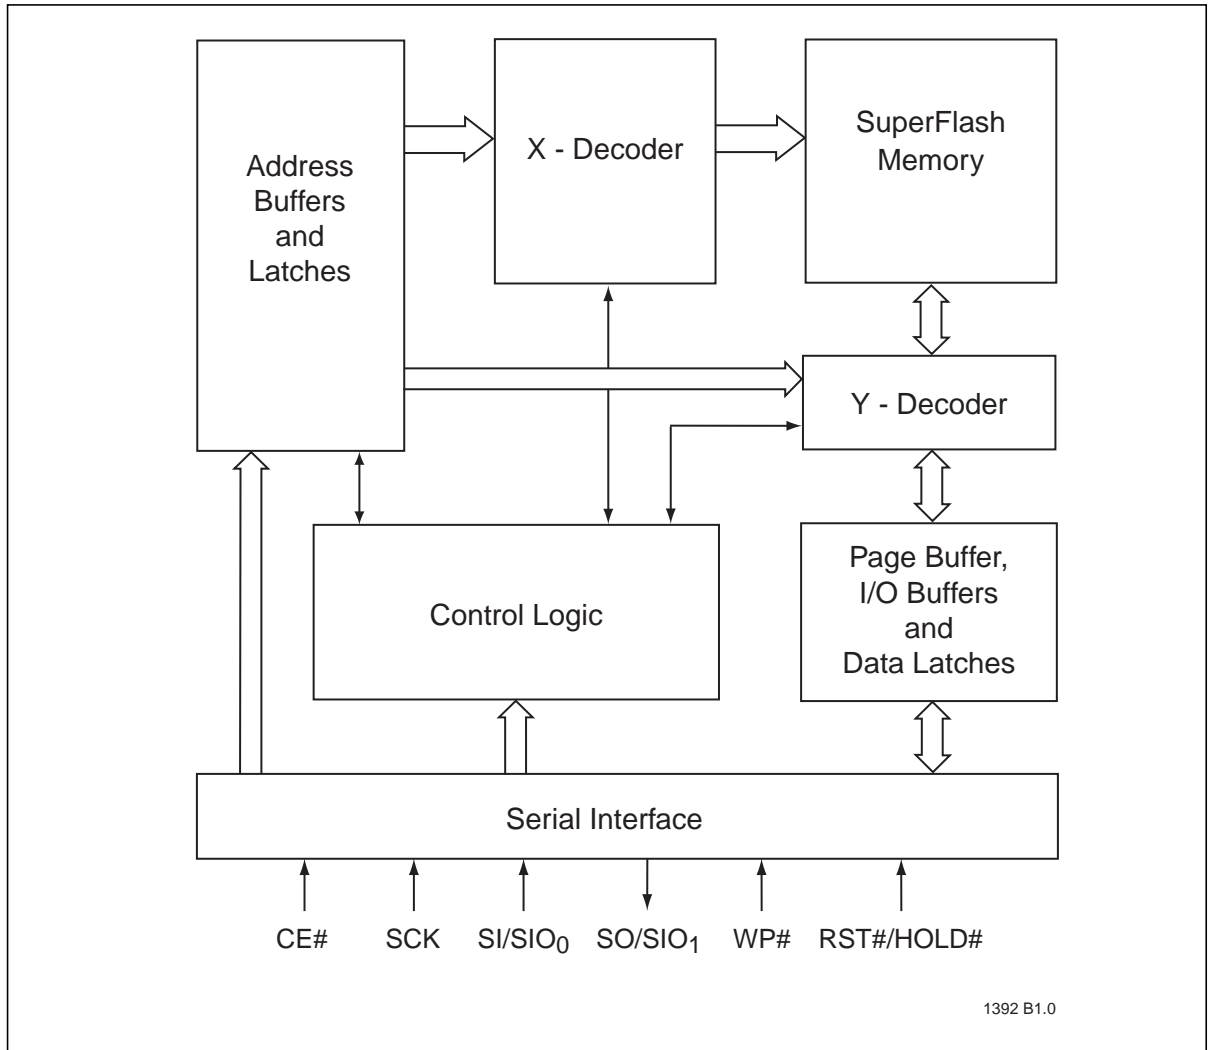 Address
Buffers
and
Latches
X - Decoder
SuperFlash
Memory
Y - Decoder
Control Logic
Page Buffer,
I/O Buffers
and
Data Latches
Serial Interface
CE# SCK SI/SIO0 SO/SIO1 WP# RST#/HOLD#
1392 B1.0